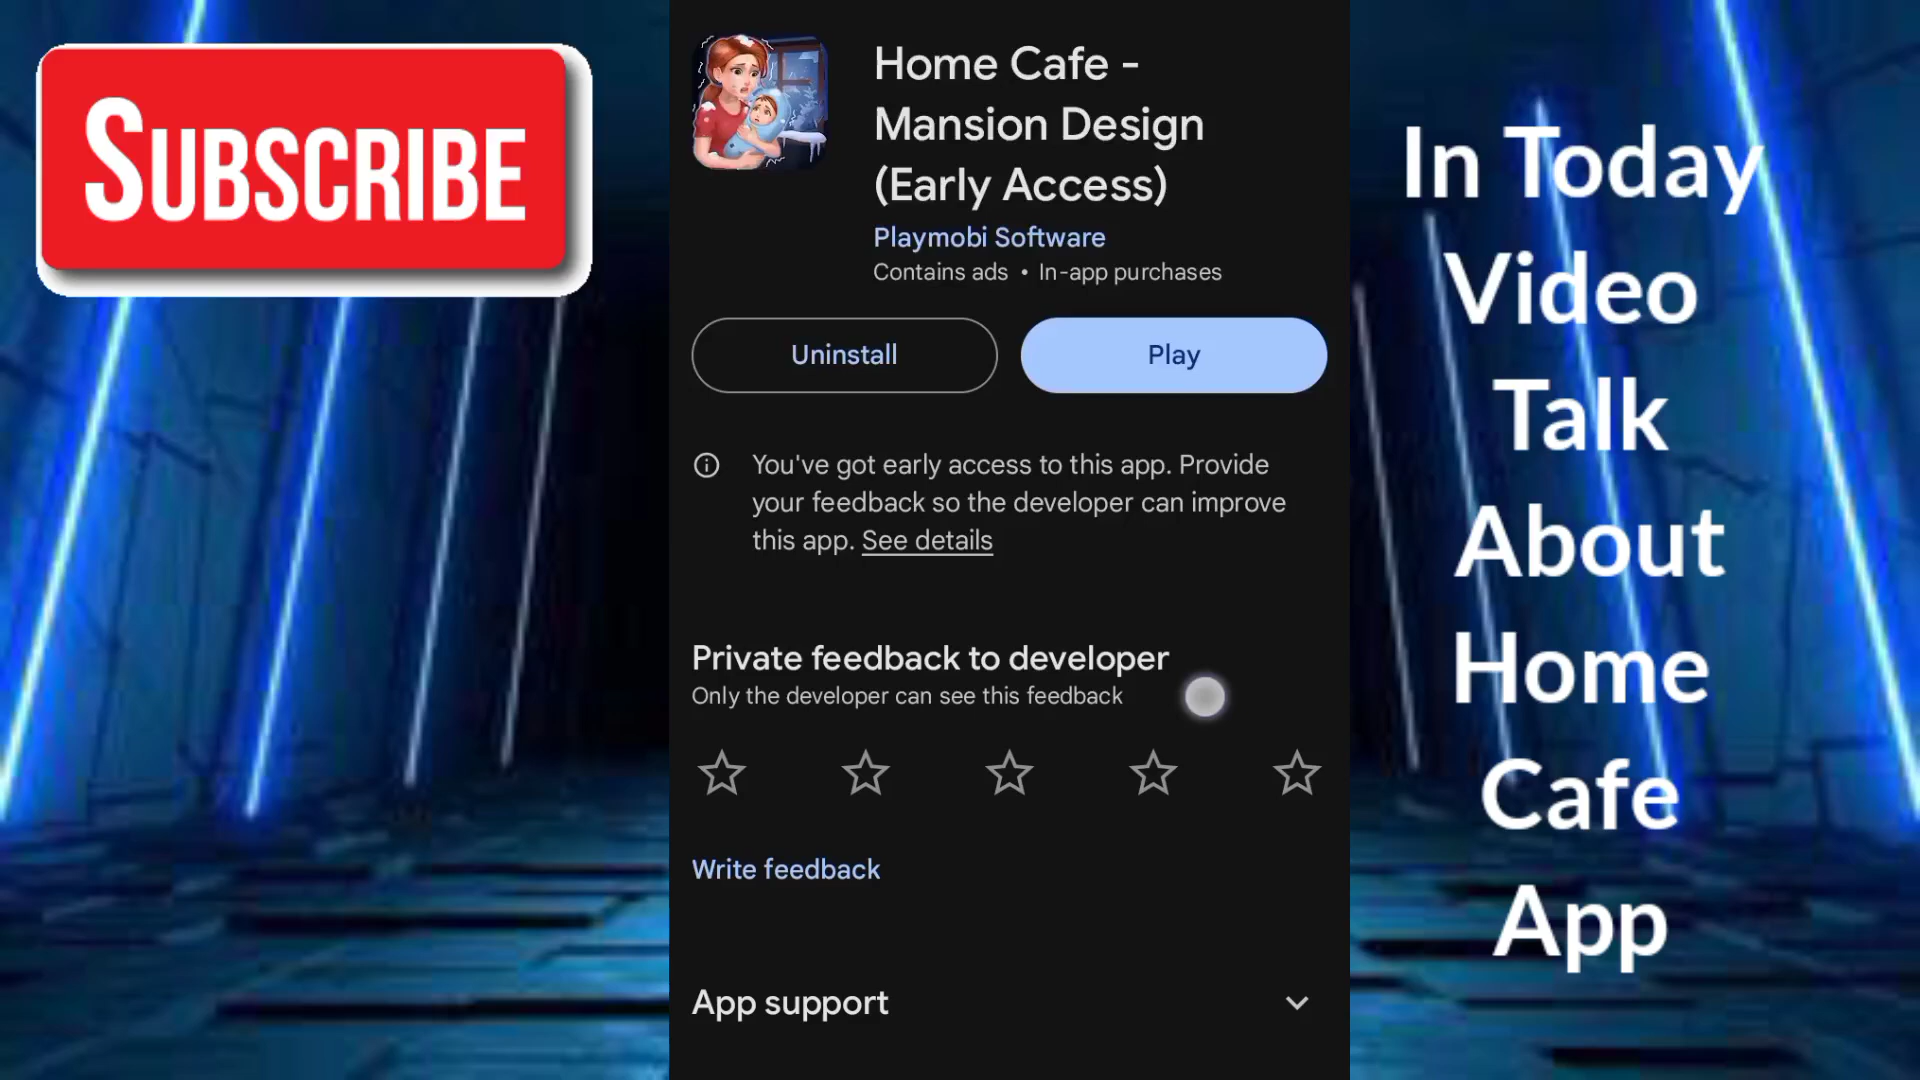 SUBSCRIBE
Home Cafe -
Mansion Design
(Early Access)
Playmobi Software
Contains ads • In-app purchases
Uninstall
Play
You've got early access to this app. Provide
your feedback so the developer can improve
this app. See details
Private feedback to developer
Only the developer can see this feedback
Write feedback
App support
In Today
Video
Talk
About
Home
Cafe
App